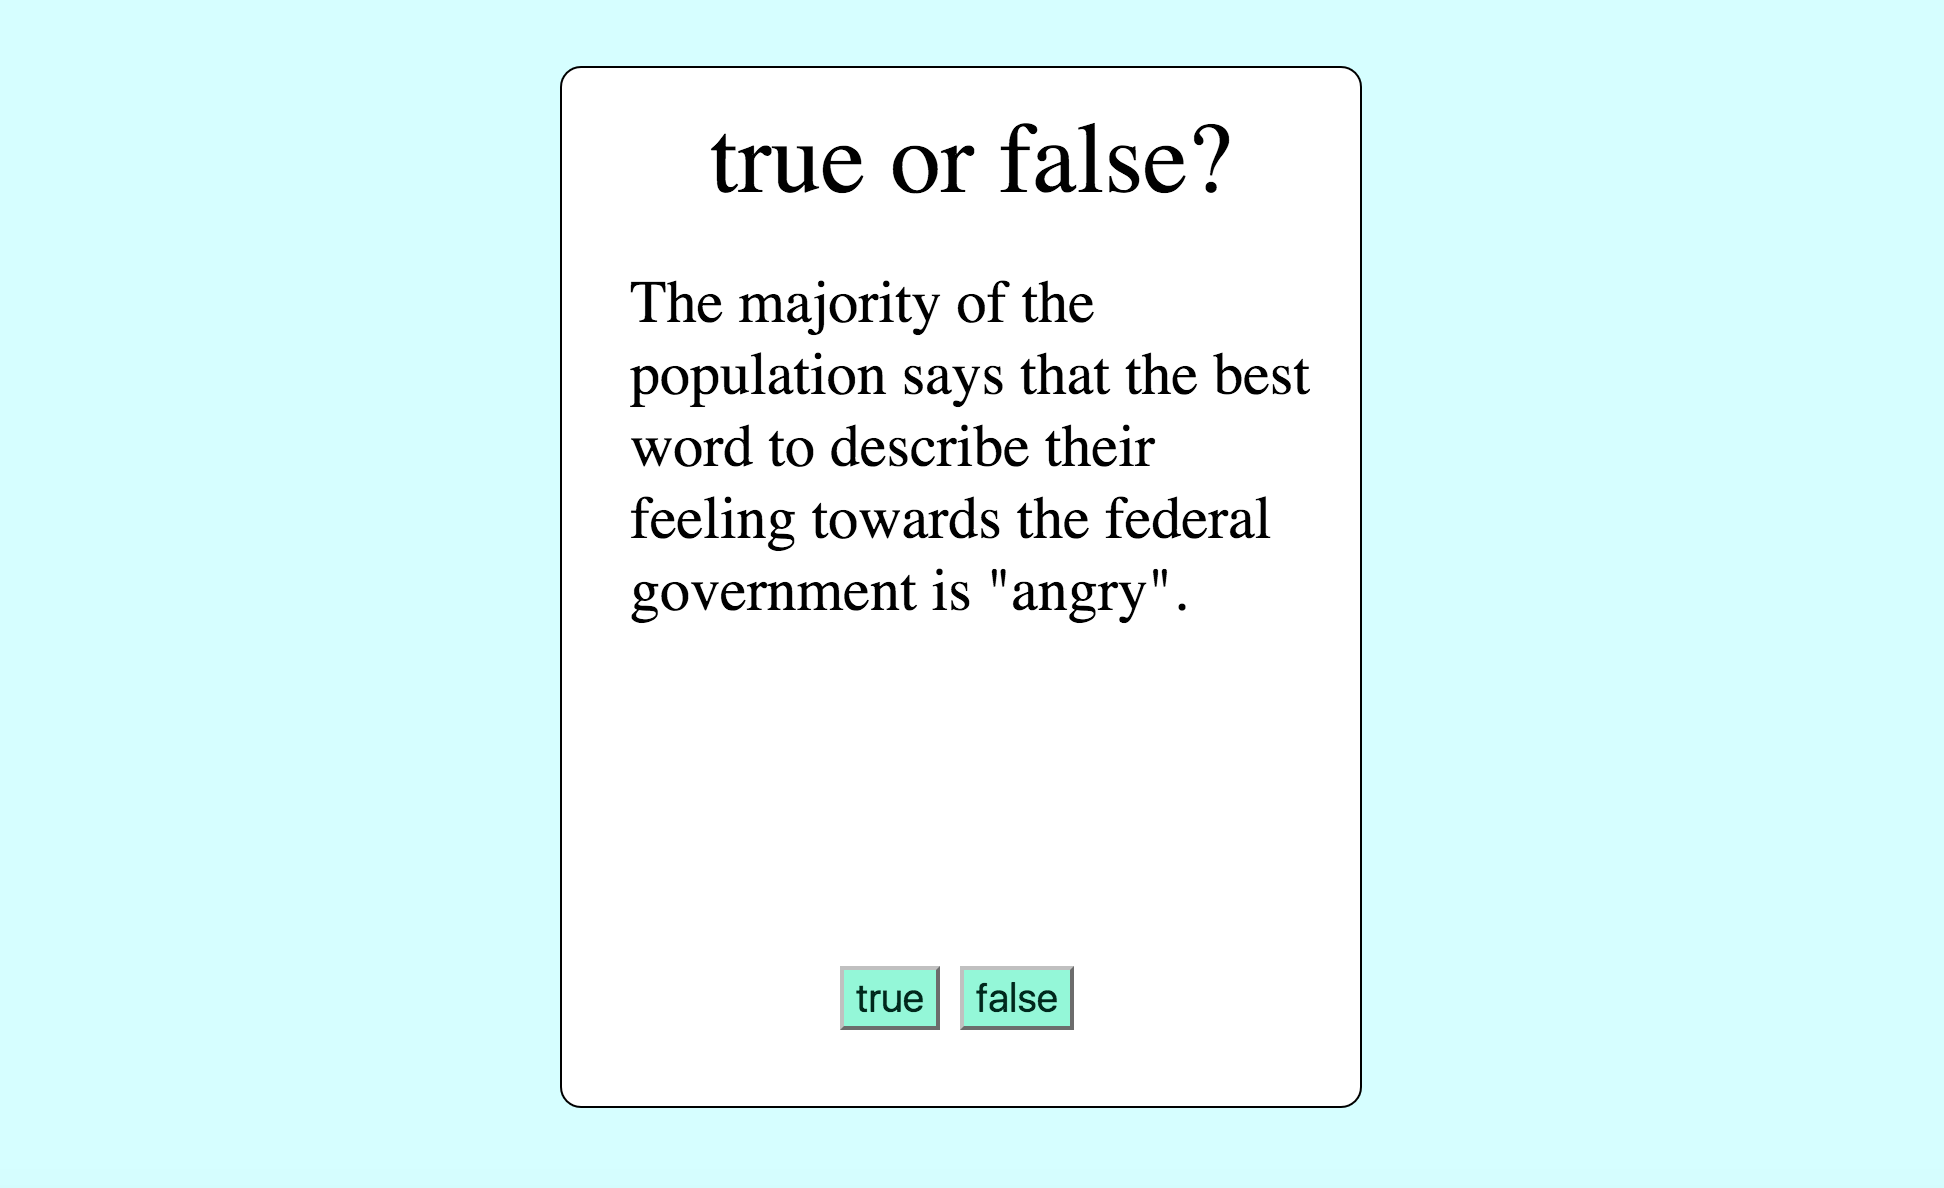 true or false?
The majority of the
population says that the best
word to describe their
feeling towards the federal
government is "angry".
true false